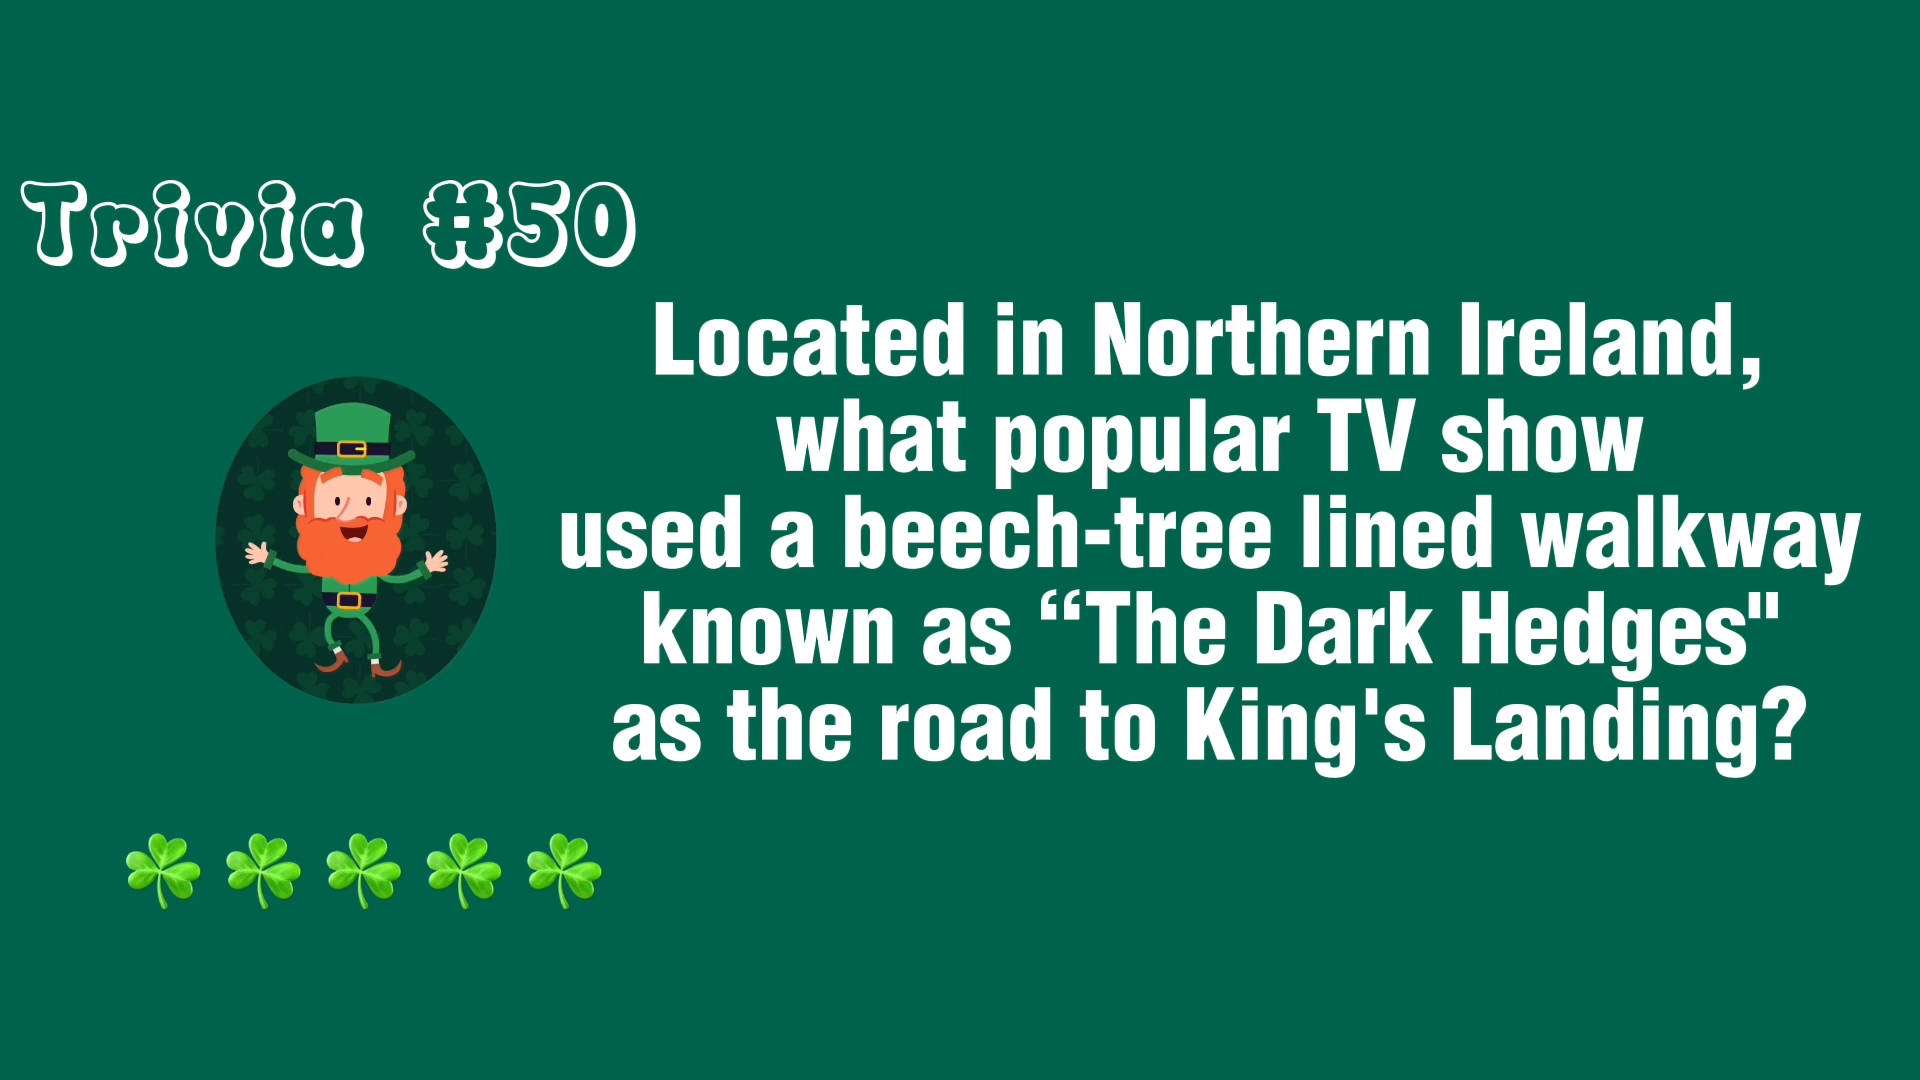 Trivia #50
Located in Northern Ireland,
what popular TV show
used a beech-tree lined walkway
known as “The Dark Hedges"
as the road to King's Landing?